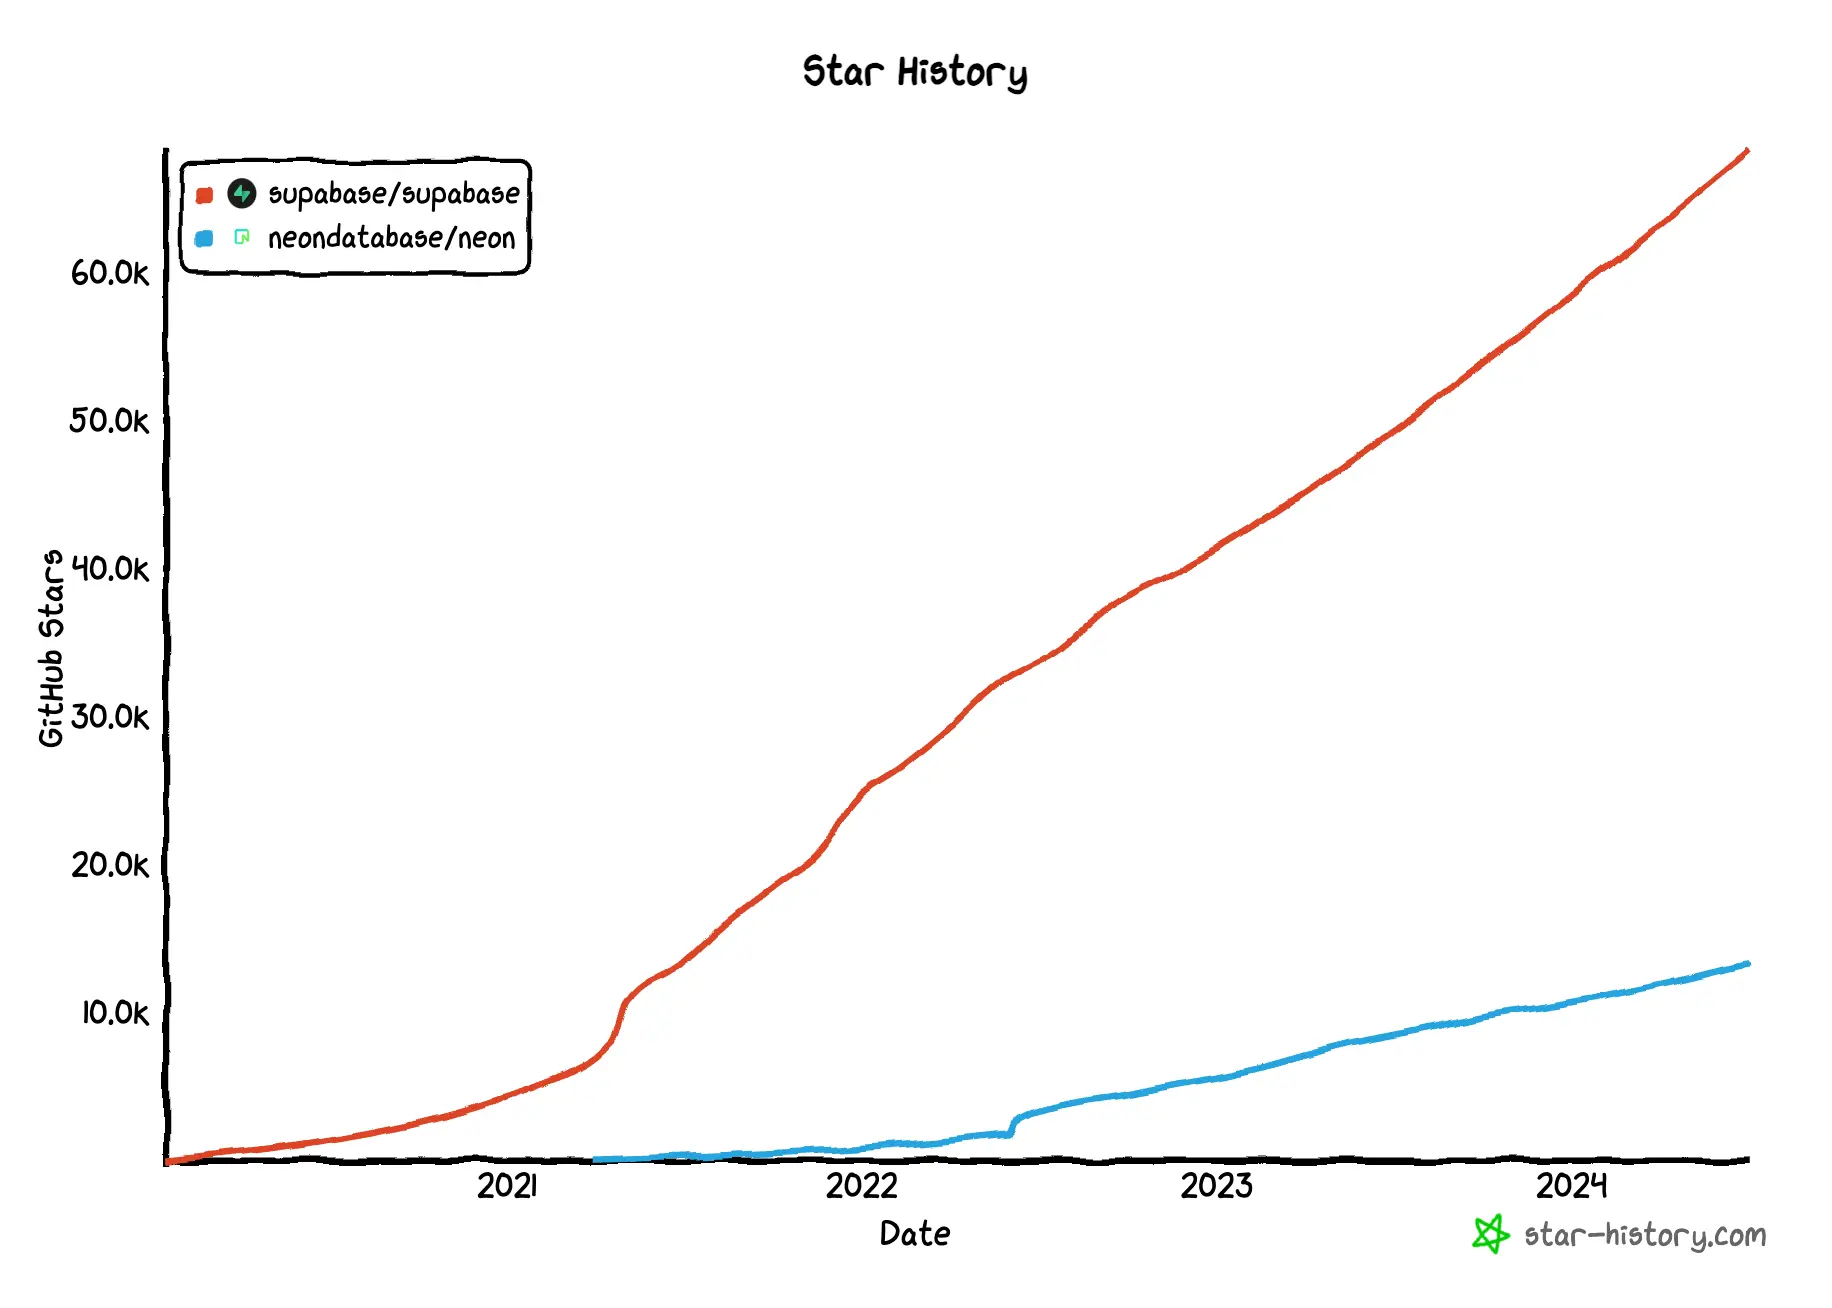 Star History
supabase/supabase
neondatabase/neon
60.0k
50.0k
40.0k
30.0k
20.0k
10.0k
GitHub Stars
2021 2022 2023 2024
Date
star-history.com